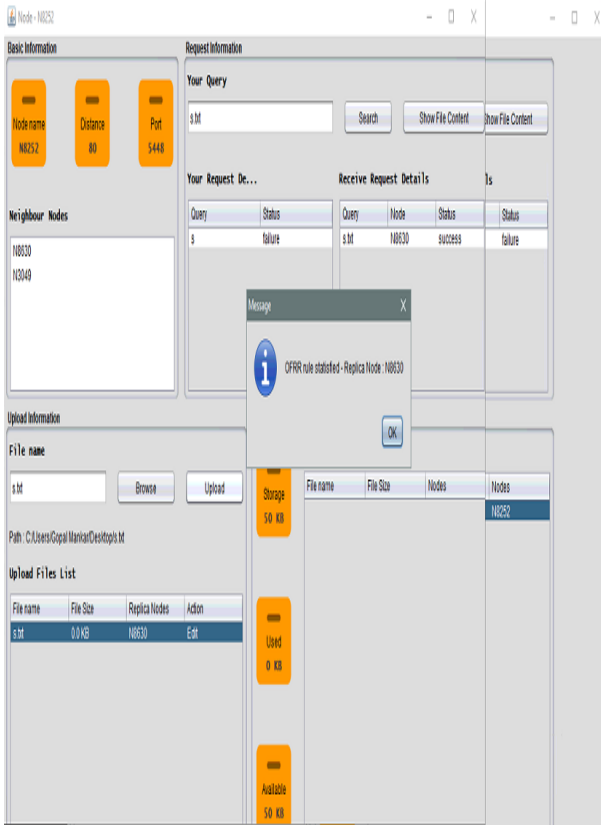 Node - N8252
Basic Information
Request Information
Node name
N8252
Distance
80
Port
5448
Your Query
s.txt
Search
Show File Content
how File Content
Your Request De...
Receive Request Details
ls
Neighbour Nodes
N8630
N3049
Query Status
s failure
Query Node Status
s.txt N8630 success
Status
failure
Message
OFRR rule statisfied - Replica Node : N8630
OK
Upload Information
File name
s.txt
Browse
Upload
Path : C:/Users/Gopal Mankar/Desktop/s.txt
Upload Files List
File name File Size Replica Nodes Action
s.txt 0.0 KB N8630 Edit
Storage
50 KB
Used
0 KB
Available
50 KB
File name File Size Nodes
Nodes
N8252